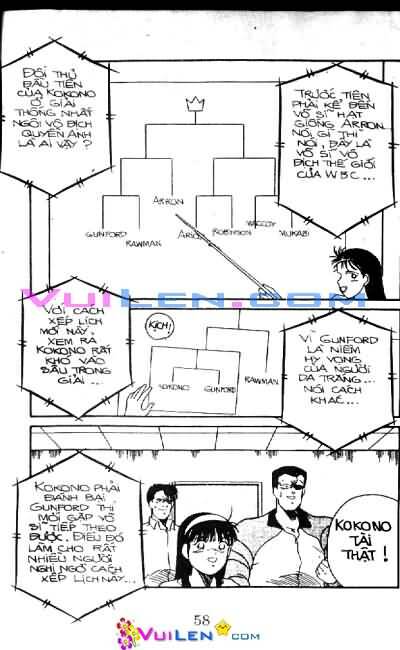 ĐỐI THỦ
ĐẦU TIÊN
CỦA KOKONO
Ở GIẢI
THỐNG NHẤT
NGÔI VÔ ĐỊCH
QUYỀN ANH
LÀ AI VẬY ?
TRƯỚC TIÊN
PHẢI KỂ ĐẾN
VÕ SĨ HẠT
GIỐNG ARRON
NÓI GÌ THÌ
NÓI, ĐÂY LÀ
VÕ SĨ VÔ
ĐỊCH THẾ GIỚI
CỦA WBC...
ARRON
GUNFORD
RAWMAN
ROBINSON
MUKABI
VuiLen.com
VỚI CÁCH
XẾP LỊCH
MỚI NÀY.
XEM RA
KOKONO RẤT
KHÓ VÀO
SÂU TRONG
GIẢI ...
KỊCH!
KOKONO
GUNFORD
RAWMAN
VÌ GUNFORD
LÀ NIỀM
HY VỌNG
CỦA NGƯỜI
DA TRẮNG...
NÓI CÁCH
KHÁC...
KOKONO PHẢI
ĐÁNH BẠI
GUNFORD THÌ
MỚI GẶP VÕ
SĨ TIẾP THEO
ĐƯỢC. ĐIỀU ĐÓ
LÀM CHO RẤT
NHIỀU NGƯỜI
NGHI NGỜ CÁCH
XẾP LỊCH NÀY...
KOKONO
TÀI
THẬT !
58
VuiLen.com